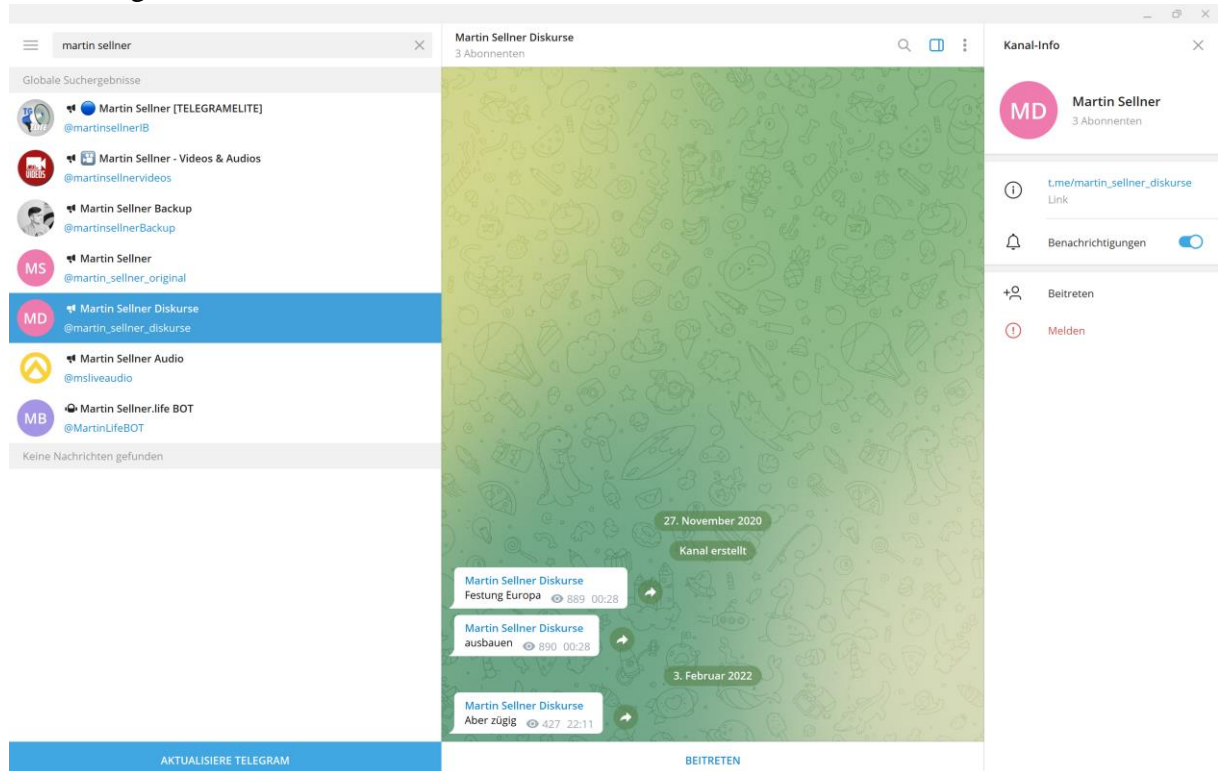 martin sellner
Globale Suchergebnisse
Martin Sellner [TELEGRAMELITE]
@martinsellnerIB
VIDEOS
Martin Sellner - Videos & Audios
@martinsellnervideos
Martin Sellner Backup
@martinsellnerBackup
MS
Martin Sellner
@martin_sellner_original
MD
Martin Sellner Diskurse
@martin_sellner_diskurse
Martin Sellner Audio
@msliveaudio
MB
Martin Sellner.life BOT
@MartinLifeBOT
Keine Nachrichten gefunden
AKTUALISIERE TELEGRAM
Martin Sellner Diskurse
3 Abonnenten
27. November 2020
Kanal erstellt
Martin Sellner Diskurse
Festung Europa 889 00:28
Martin Sellner Diskurse
ausbauen 890 00:28
3. Februar 2022
Martin Sellner Diskurse
Aber zügig 427 22:11
BEITRETEN
Kanal-Info
MD
Martin Sellner
3 Abonnenten
t.me/martin_sellner_diskurse
Link
Benachrichtigungen
Beitreten
Melden